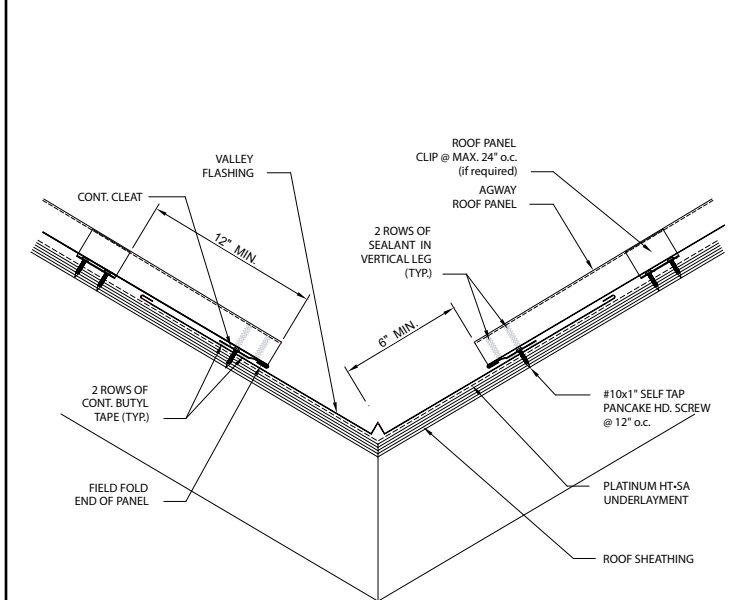 ROOF PANEL
CLIP @ MAX. 24" o.c.
(if required)
AGWAY
ROOF PANEL
VALLEY
FLASHING
CONT. CLEAT
12" MIN.
2 ROWS OF
SEALANT IN
VERTICAL LEG
(TYP.)
6" MIN.
2 ROWS OF
CONT. BUTYL
TAPE (TYP.)
#10x1" SELF TAP
PANCAKE HD. SCREW
@ 12" o.c.
FIELD FOLD
END OF PANEL
PLATINUM HT•SA
UNDERLAYMENT
ROOF SHEATHING